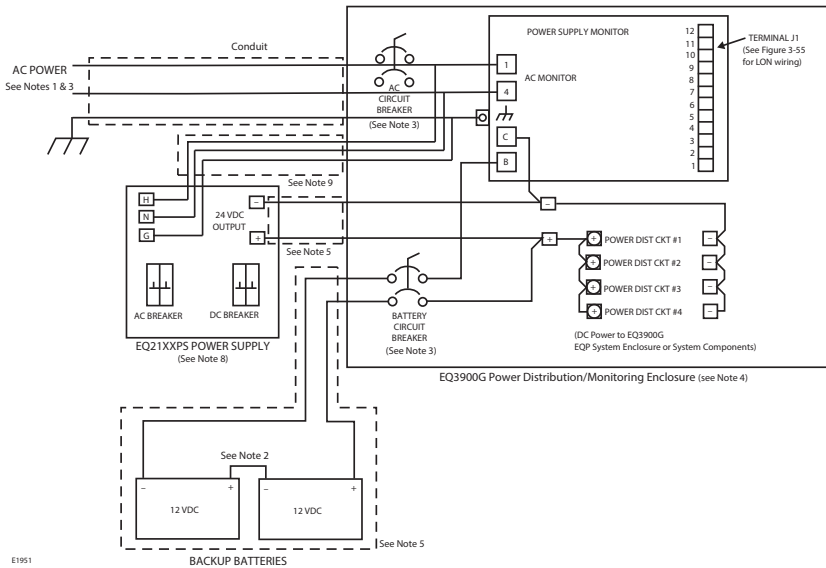 Conduit
AC POWER
See Notes 1 & 3
AC
CIRCUIT
BREAKER
(See Note 3)
POWER SUPPLY MONITOR
AC MONITOR
1
4
C
B
12
11
10
9
8
7
6
5
4
3
2
1
TERMINAL J1
(See Figure 3-55
for LON wiring)
See Note 9
H
N
G
24 VDC
OUTPUT
–
+
See Note 5
AC BREAKER
DC BREAKER
EQ21XXPS POWER SUPPLY
(See Note 8)
–
+
+ POWER DIST CKT #1 –
+ POWER DIST CKT #2 –
+ POWER DIST CKT #3 –
+ POWER DIST CKT #4 –
(DC Power to EQ3900G
EQP System Enclosure or System Components)
BATTERY
CIRCUIT
BREAKER
(See Note 3)
EQ3900G Power Distribution/Monitoring Enclosure (see Note 4)
See Note 2
– +
12 VDC
– +
12 VDC
See Note 5
BACKUP BATTERIES
E1951